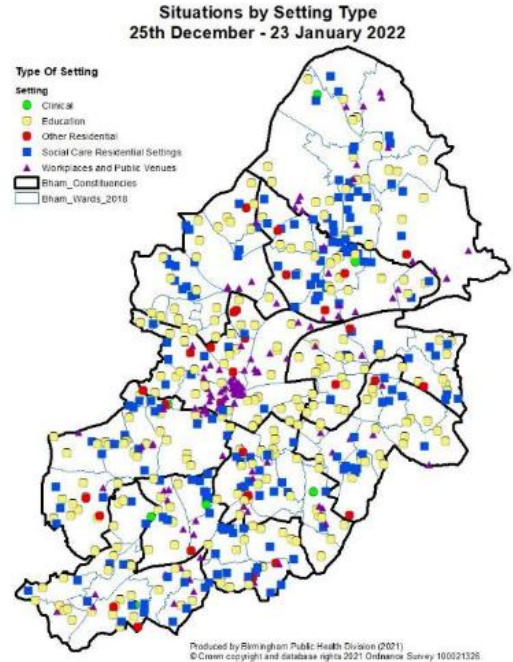 Situations by Setting Type
25th December - 23 January 2022
Type Of Setting
Setting
Clinical
Education
Other Residential
Social Care Residential Settings
Workplaces and Public Venues
Bham_Constituencies
Bham_Wards_2018
Produced by Birmingham Public Health Division (2021)
© Crown copyright and database rights 2021 Ordnance Survey 100021326.